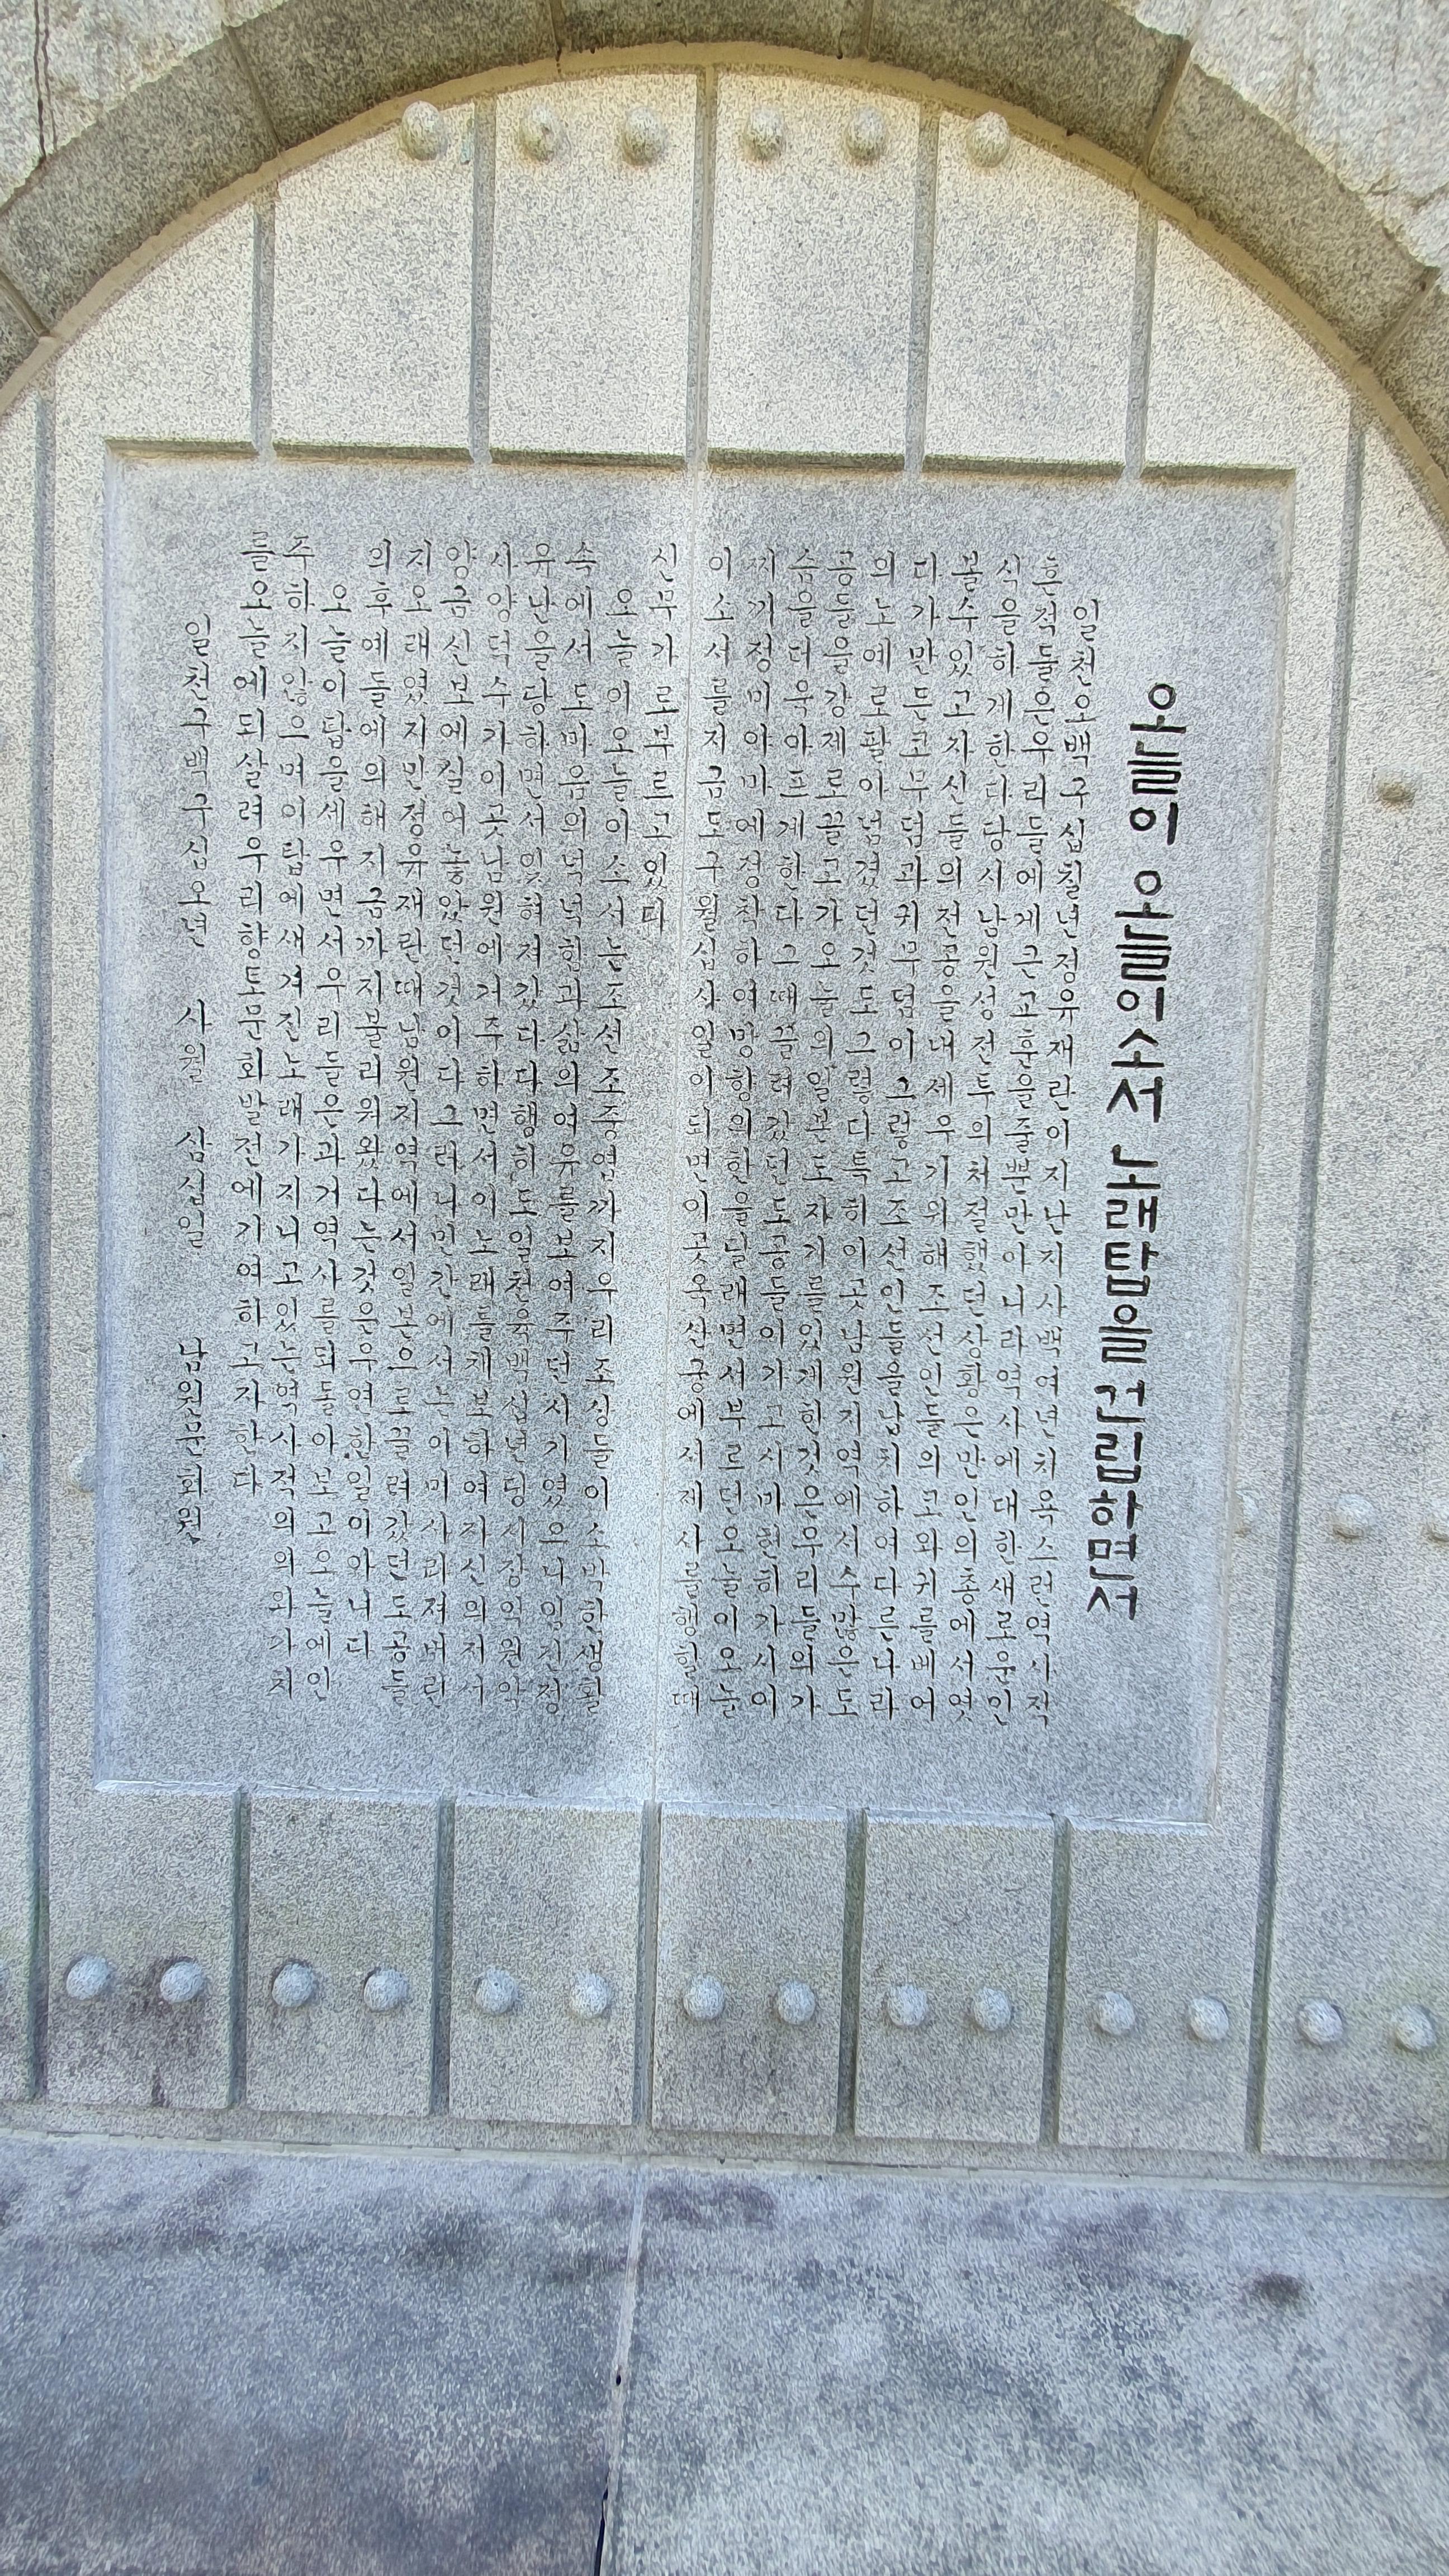 오늘이 오늘이소서 노래탑을 건립하면서
일천오백구십칠년정유재란이지난지사백여년치욕스런역사적
흔적들은우리들에게근고훈을줄뿐만아니라역사에대한새로운인
식을하게한다당시남원성전투의처절했던상황은만인의총에서엿
볼수있고자신들의전공을내세우기위해조선인들의코와귀를베어
다가만든코무덤과귀무덤이그렇고조선인들을납치하여다른나라
의노예로팔아넘겼던것도그렇다특히이곳남원지역에서수많은도
공들을강제로끌고가오늘의일본도자기를있게한것은우리들의가
슴을더욱아프게한다그때끌려갔던도공들이가고시마현히가시이
찌끼정미야마에정착하여망향의한을달래면서부르던오늘이오늘
이소서를지금도구월십사일이되면이곳옥산궁에서제사를행할때
신무가로부르고있다
오늘이오늘이소서는조선조중엽까지우리조상들이소박한생활
속에서도마음의넉넉함과삶의여유를보여주던시기였으나임진정
유난을당하면서잊혀져갔다다행히도일천육백십년당시장악원악
사양덕수가이곳남원에거주하면서이노래를채보하여자신의저서
양금신보에실어놓았던것이다그러나민간에서는이미사라져버린
지오래였지만정유재란때남원지역에서일본으로끌려갔던도공들
의후예들에의해지금까지불리워왔다는것은우연한일이아니다
오늘이탑을세우면서우리들은과거역사를되돌아보고오늘에안
주하지않으며이탑에새겨진노래가지니고있는역사적의의와가치
를오늘에되살려우리향토문화발전에기여하고자한다
일천구백구십오년 사월 삼십일 남원문화원